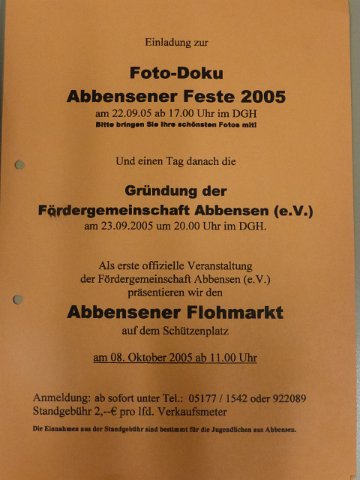 Einladung zur
Foto-Doku
Abbensener Feste 2005
am 22.09.05 ab 17.00 Uhr im DGH
Bitte bringen Sie Ihre schönsten Fotos mit!
Und einen Tag danach die
Gründung der
Fördergemeinschaft Abbensen (e.V.)
am 23.09.2005 um 20.00 Uhr im DGH.
Als erste offizielle Veranstaltung
der Fördergemeinschaft Abbensen (e.V.)
präsentieren wir den
Abbensener Flohmarkt
auf dem Schützenplatz
am 08. Oktober 2005 ab 11.00 Uhr
Anmeldung: ab sofort unter Tel.: 05177 / 1542 oder 922089
Standgebühr 2,--€ pro lfd. Verkaufsmeter
Die Einnahmen aus der Standgebühr sind bestimmt für die Jugendlichen aus Abbensen.